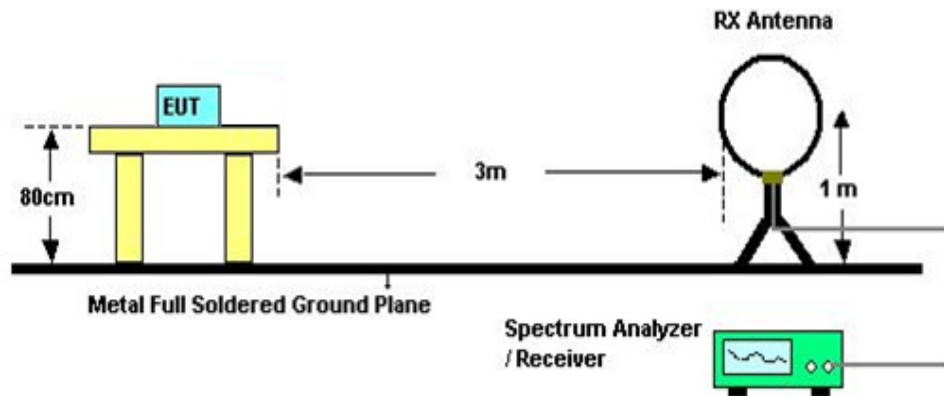 RX Antenna
EUT
80cm
3m
1 m
Metal Full Soldered Ground Plane
Spectrum Analyzer
/ Receiver